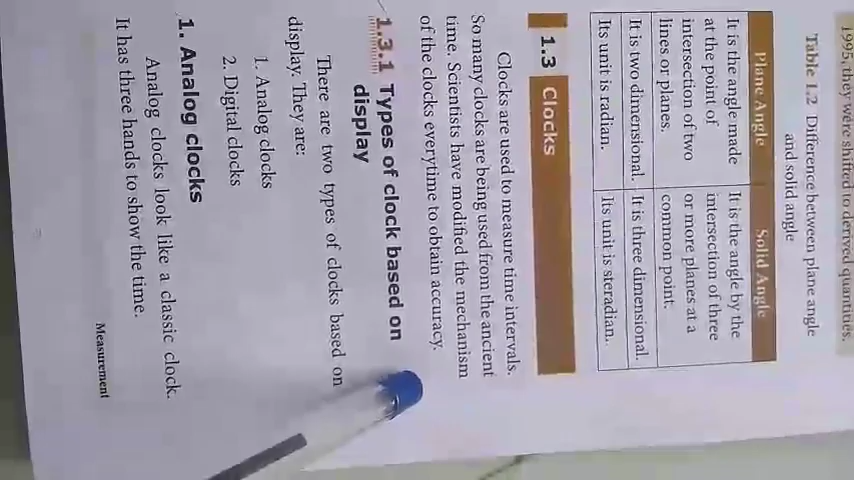 1995, they were shifted to derived quantities.
Table 1.2 Difference between plane angle
and solid angle
Plane Angle Solid Angle
It is the angle made It is the angle by the
at the point of intersection of three
intersection of two or more planes at a
lines or planes. common point.
It is two dimensional. It is three dimensional.
Its unit is radian. Its unit is steradian.
1.3 Clocks
Clocks are used to measure time intervals.
So many clocks are being used from the ancient
time. Scientists have modified the mechanism
of the clocks everytime to obtain accuracy.
1.3.1 Types of clock based on
display
There are two types of clocks based on
display. They are:
1. Analog clocks
2. Digital clocks
1. Analog clocks
Analog clocks look like a classic clock.
It has three hands to show the time.
Measurement